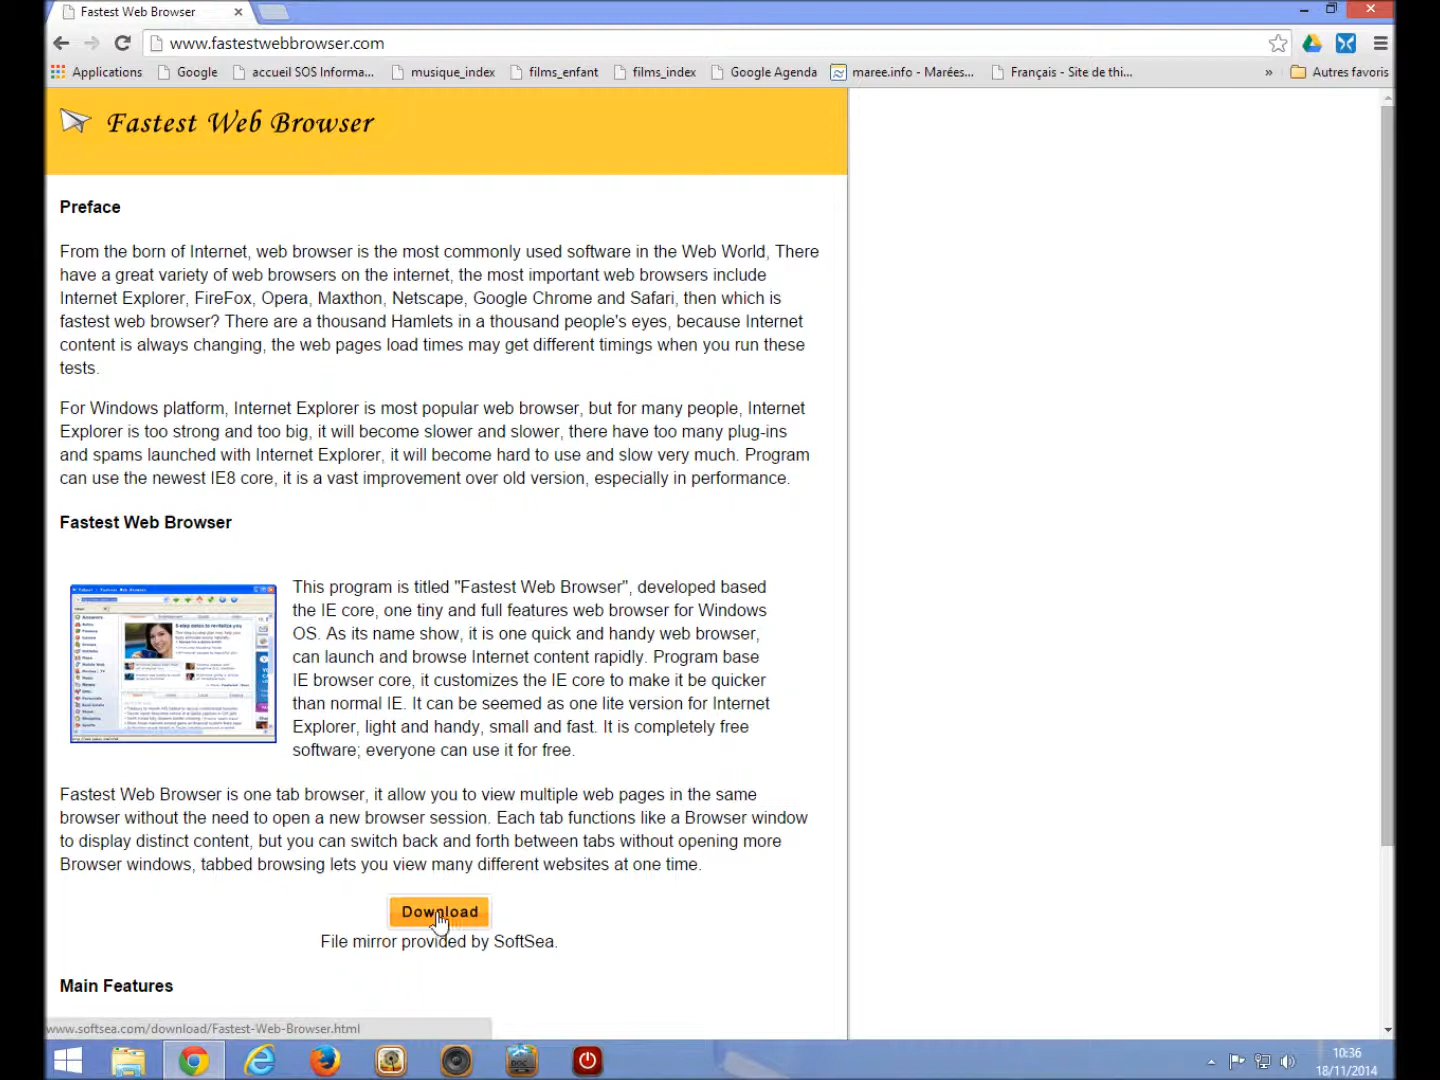 Fastest Web Browser
www.fastestwebbrowser.com
Applications Google accueil SOS Informa... musique_index films_enfant films_index Google Agenda maree.info - Marées... Français - Site de thi... » Autres favoris
Fastest Web Browser
Preface
From the born of Internet, web browser is the most commonly used software in the Web World, There
have a great variety of web browsers on the internet, the most important web browsers include
Internet Explorer, FireFox, Opera, Maxthon, Netscape, Google Chrome and Safari, then which is
fastest web browser? There are a thousand Hamlets in a thousand people's eyes, because Internet
content is always changing, the web pages load times may get different timings when you run these
tests.
For Windows platform, Internet Explorer is most popular web browser, but for many people, Internet
Explorer is too strong and too big, it will become slower and slower, there have too many plug-ins
and spams launched with Internet Explorer, it will become hard to use and slow very much. Program
can use the newest IE8 core, it is a vast improvement over old version, especially in performance.
Fastest Web Browser
This program is titled "Fastest Web Browser", developed based
the IE core, one tiny and full features web browser for Windows
OS. As its name show, it is one quick and handy web browser,
can launch and browse Internet content rapidly. Program base
IE browser core, it customizes the IE core to make it be quicker
than normal IE. It can be seemed as one lite version for Internet
Explorer, light and handy, small and fast. It is completely free
software; everyone can use it for free.
Fastest Web Browser is one tab browser, it allow you to view multiple web pages in the same
browser without the need to open a new browser session. Each tab functions like a Browser window
to display distinct content, but you can switch back and forth between tabs without opening more
Browser windows, tabbed browsing lets you view many different websites at one time.
Download
File mirror provided by SoftSea.
Main Features
www.softsea.com/download/Fastest-Web-Browser.html
DOC
10:36
18/11/2014